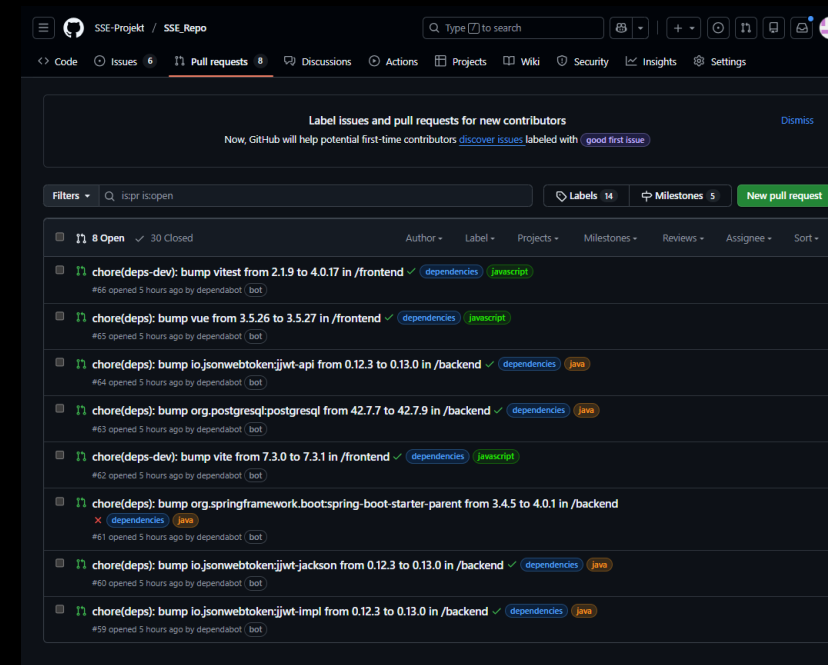 SSE-Projekt / SSE_Repo
Type / to search
Code
Issues 6
Pull requests 8
Discussions
Actions
Projects
Wiki
Security
Insights
Settings
Label issues and pull requests for new contributors
Dismiss
Now, GitHub will help potential first-time contributors discover issues labeled with good first issue
Filters
is:pr is:open
Labels 14
Milestones 5
New pull request
8 Open
30 Closed
Author
Label
Projects
Milestones
Reviews
Assignee
Sort
chore(deps-dev): bump vitest from 2.1.9 to 4.0.17 in /frontend dependencies javascript
#66 opened 5 hours ago by dependabot bot
chore(deps): bump vue from 3.5.26 to 3.5.27 in /frontend dependencies javascript
#65 opened 5 hours ago by dependabot bot
chore(deps): bump io.jsonwebtoken:jjwt-api from 0.12.3 to 0.13.0 in /backend dependencies java
#64 opened 5 hours ago by dependabot bot
chore(deps): bump org.postgresql:postgresql from 42.7.7 to 42.7.9 in /backend dependencies java
#63 opened 5 hours ago by dependabot bot
chore(deps-dev): bump vite from 7.3.0 to 7.3.1 in /frontend dependencies javascript
#62 opened 5 hours ago by dependabot bot
chore(deps): bump org.springframework.boot:spring-boot-starter-parent from 3.4.5 to 4.0.1 in /backend
dependencies java
#61 opened 5 hours ago by dependabot bot
chore(deps): bump io.jsonwebtoken:jjwt-jackson from 0.12.3 to 0.13.0 in /backend dependencies java
#60 opened 5 hours ago by dependabot bot
chore(deps): bump io.jsonwebtoken:jjwt-impl from 0.12.3 to 0.13.0 in /backend dependencies java
#59 opened 5 hours ago by dependabot bot